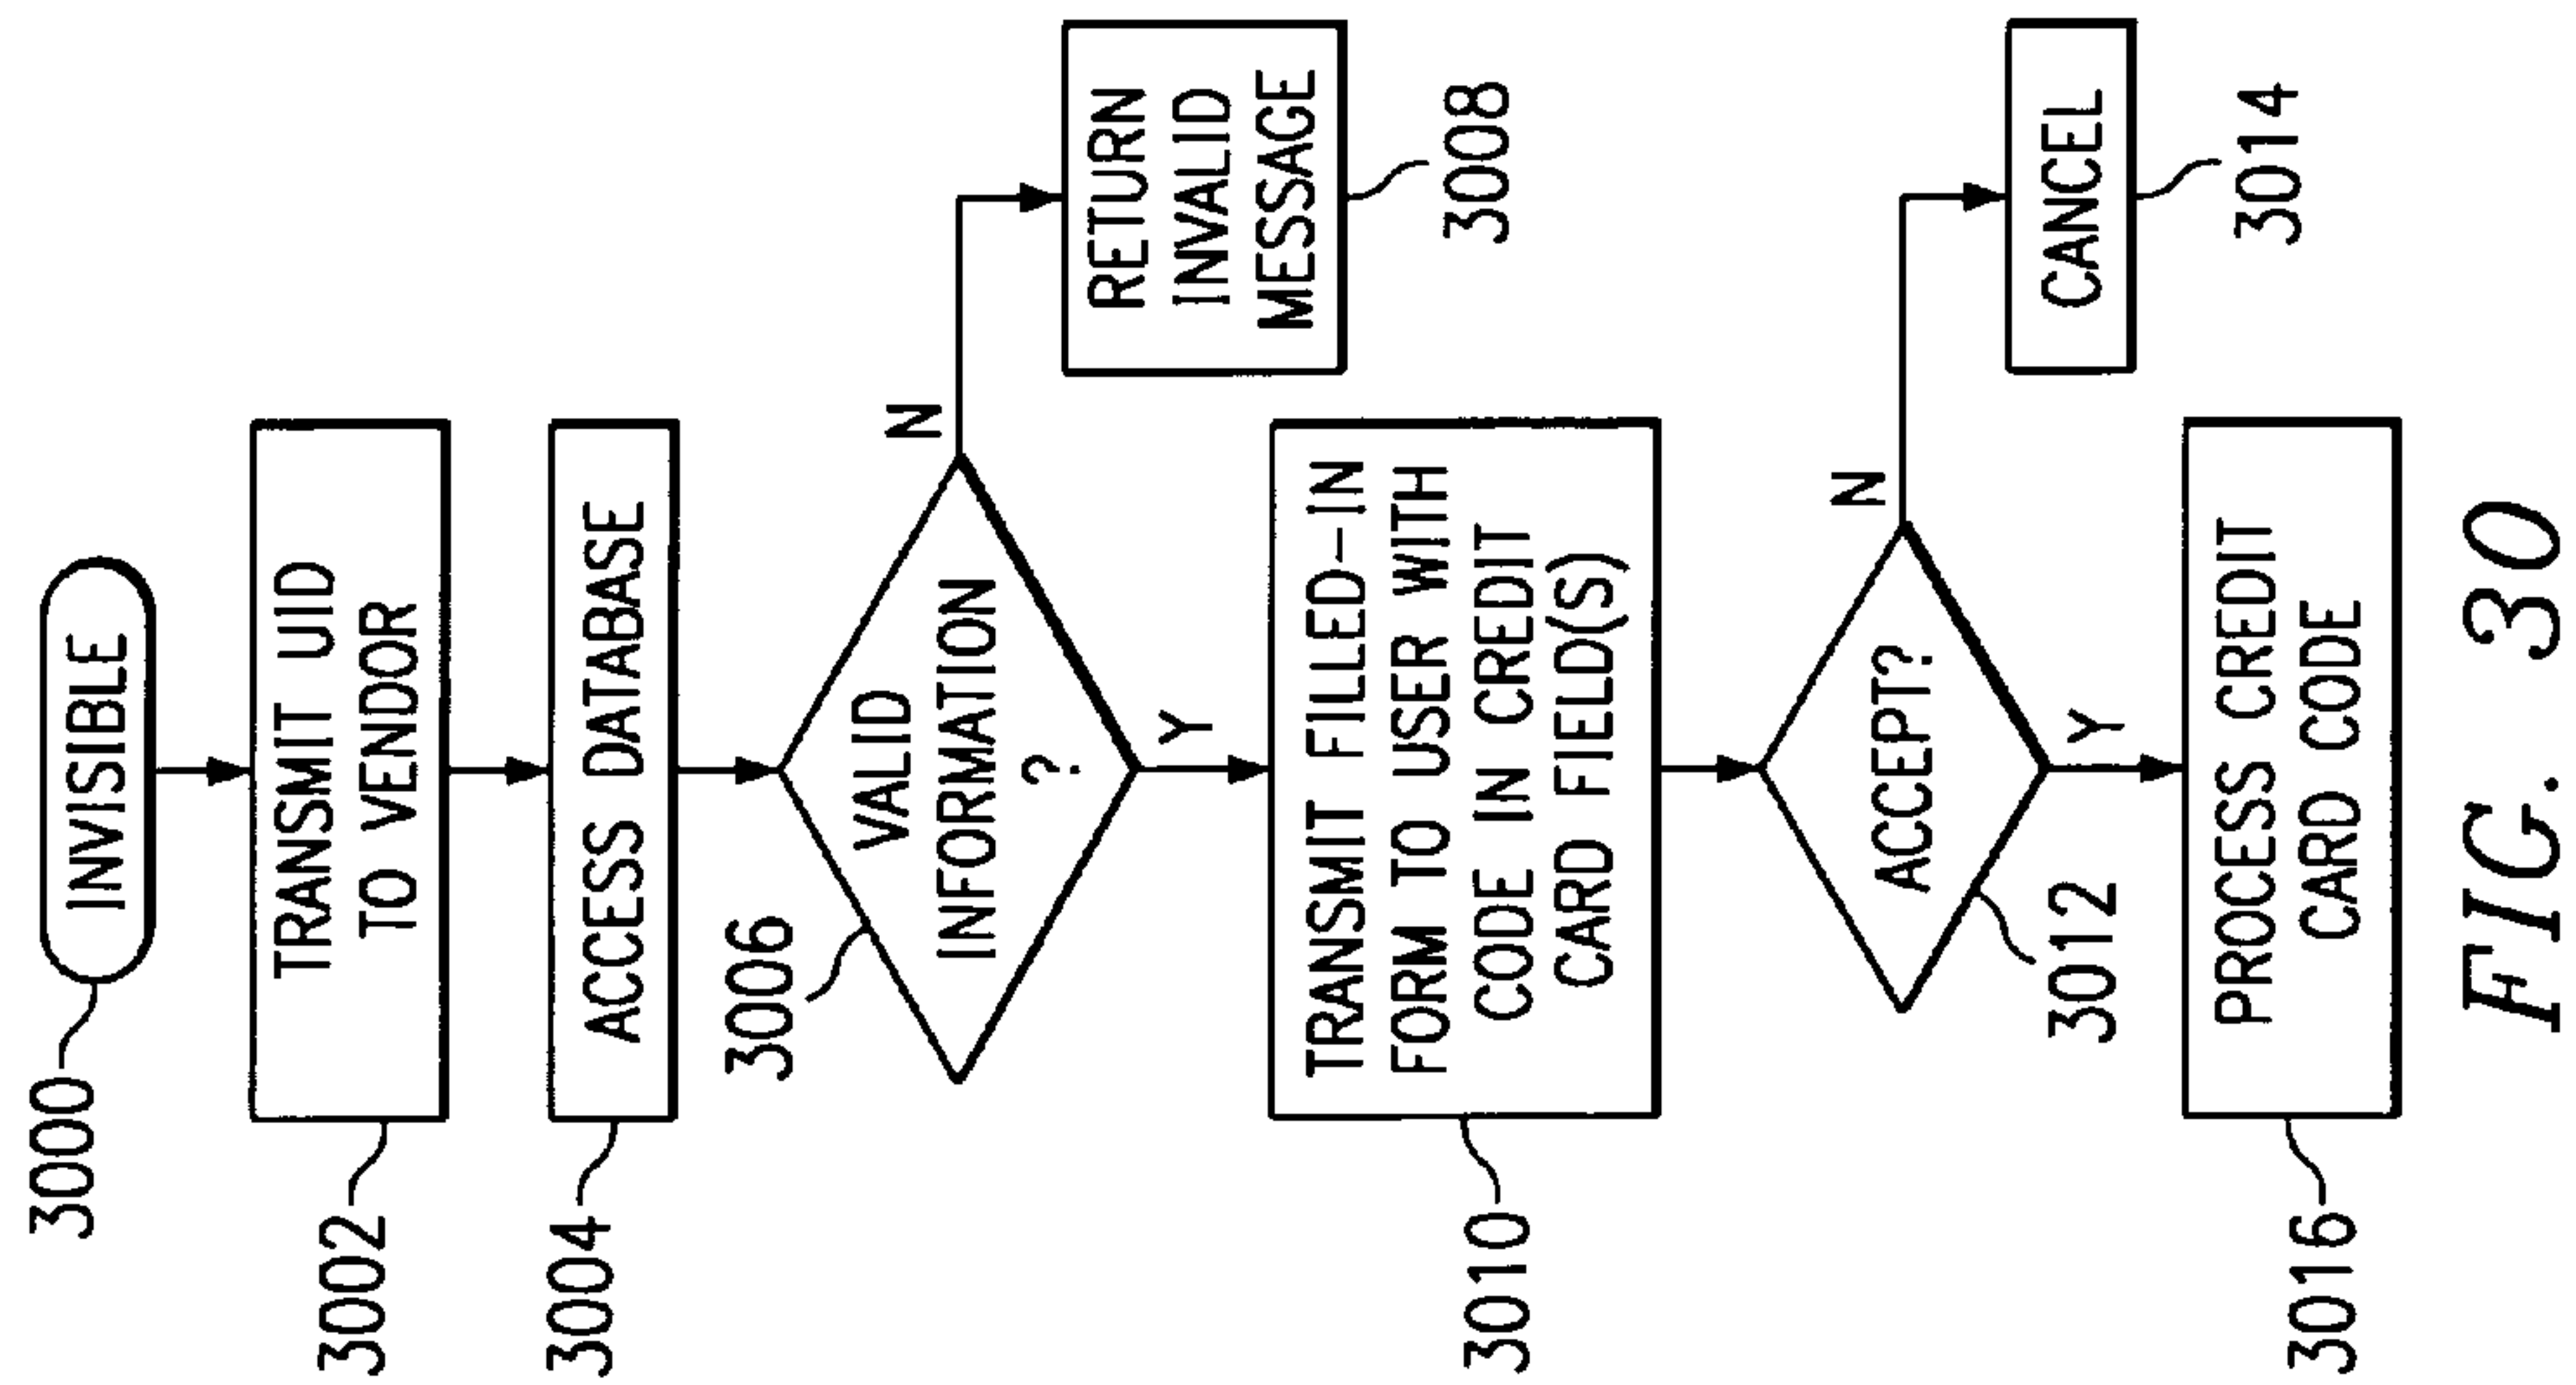 3000
INVISIBLE
3002
TRANSMIT UID
TO VENDOR
3004
ACCESS DATABASE
3006
VALID
INFORMATION
?
N
RETURN
INVALID
MESSAGE
3008
Y
3010
TRANSMIT FILLED-IN
FORM TO USER WITH
CODE IN CREDIT
CARD FIELD(S)
3012
ACCEPT?
N
CANCEL
3014
Y
3016
PROCESS CREDIT
CARD CODE
FIG. 30